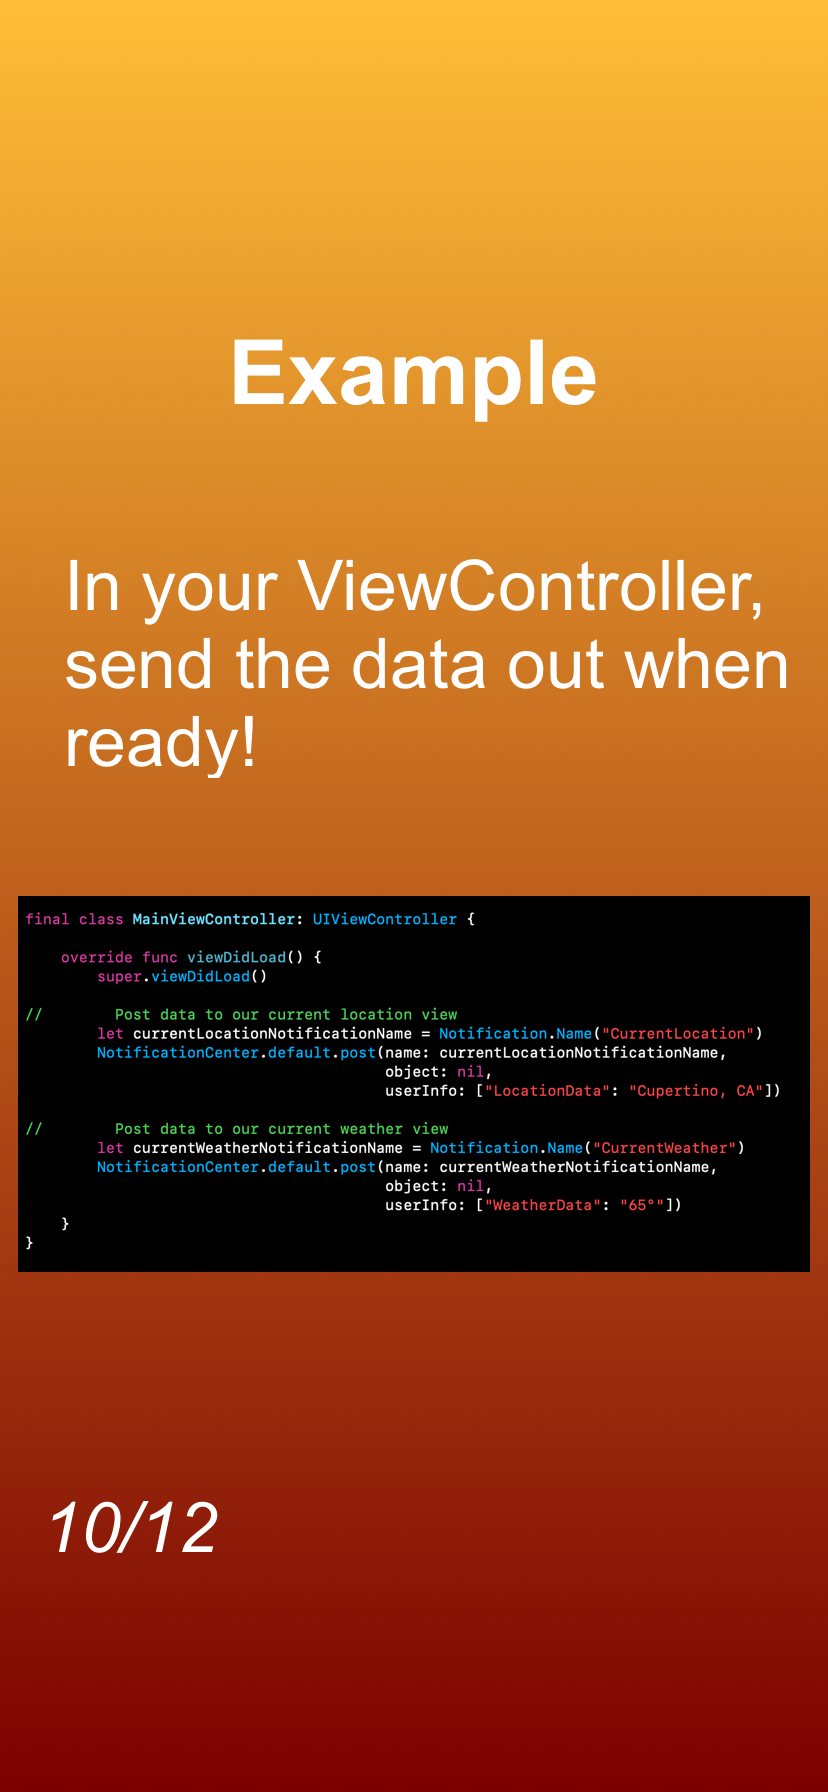 Example
In your ViewController,
send the data out when
ready!
final class MainViewController: UIViewController {
    override func viewDidLoad() {
        super.viewDidLoad()
//        Post data to our current location view
        let currentLocationNotificationName = Notification.Name("CurrentLocation")
        NotificationCenter.default.post(name: currentLocationNotificationName,
                                        object: nil,
                                        userInfo: ["LocationData": "Cupertino, CA"])
//        Post data to our current weather view
        let currentWeatherNotificationName = Notification.Name("CurrentWeather")
        NotificationCenter.default.post(name: currentWeatherNotificationName,
                                        object: nil,
                                        userInfo: ["WeatherData": "65°"])
    }
}
10/12